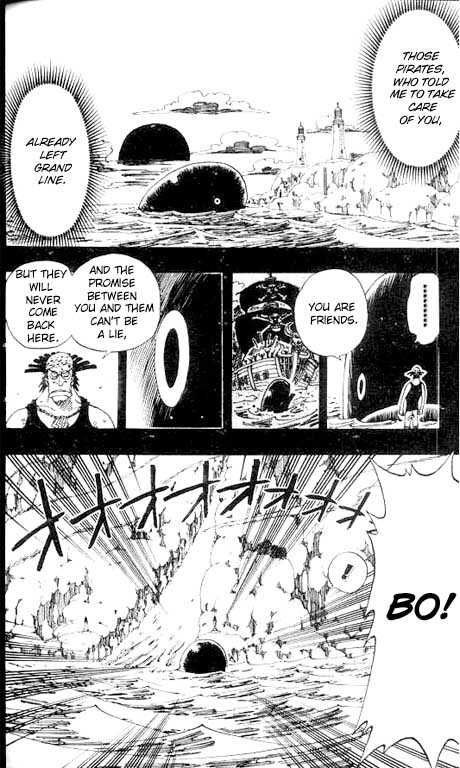 THOSE
PIRATES,
WHO TOLD
ME TO TAKE
CARE
OF YOU,
ALREADY
LEFT
GRAND
LINE.
YOU ARE
FRIENDS.
AND THE
PROMISE
BETWEEN
YOU AND THEM
CAN'T BE
A LIE,
BUT THEY
WILL
NEVER
COME
BACK
HERE.
!
BO!
オオオオオオオ